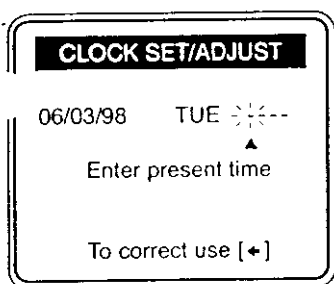 CLOCK SET/ADJUST
06/03/98 TUE --:--
Enter present time
To correct use [←]